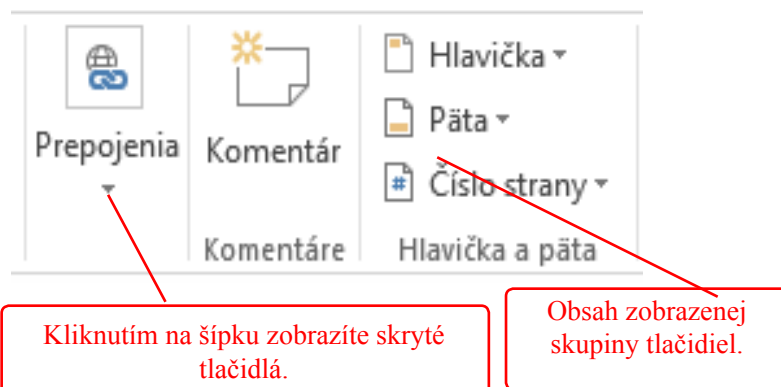 Prepojenia
Komentár
Komentáre
Hlavička
Päta
# Číslo strany
Hlavička a päta
Kliknutím na šípku zobrazíte skryté
tlačidlá.
Obsah zobrazenej
skupiny tlačidiel.